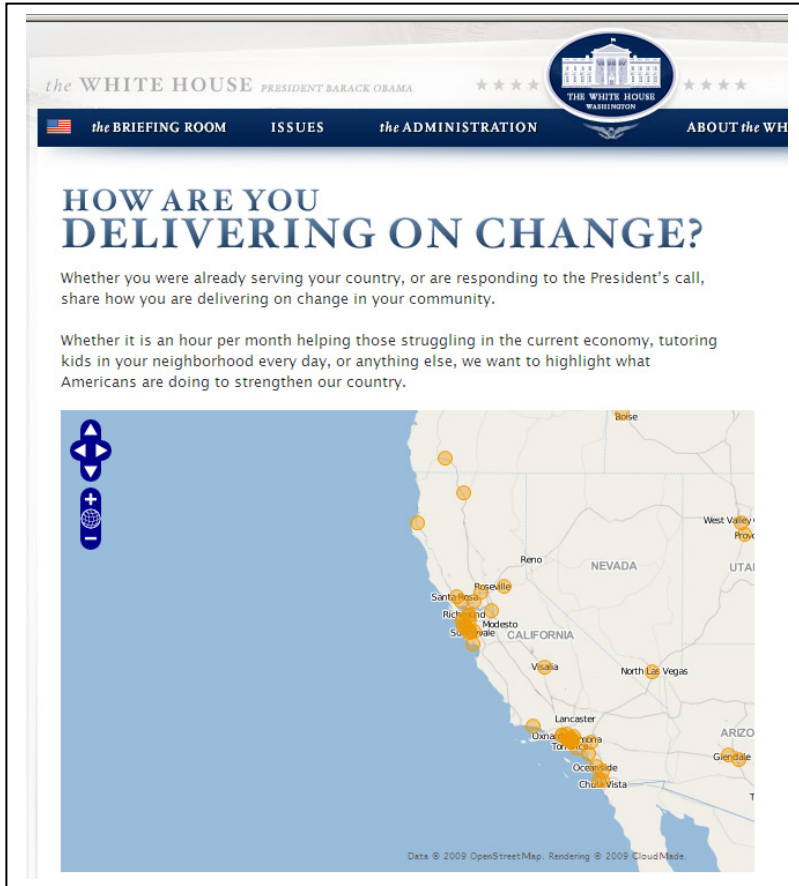 the WHITE HOUSE PRESIDENT BARACK OBAMA
THE WHITE HOUSE
WASHINGTON
the BRIEFING ROOM ISSUES the ADMINISTRATION ABOUT the WH
HOW ARE YOU
DELIVERING ON CHANGE?
Whether you were already serving your country, or are responding to the President's call,
share how you are delivering on change in your community.
Whether it is an hour per month helping those struggling in the current economy, tutoring
kids in your neighborhood every day, or anything else, we want to highlight what
Americans are doing to strengthen our country.
Boise
West Valley
Provo
Reno
NEVADA
UTA
Roseville
Santa Rosa
Richmond
Modesto
CALIFORNIA
Visalia
North Las Vegas
Lancaster
Torrance
ARIZO
Glendale
Oceanside
Chula Vista
T
Data © 2009 OpenStreetMap. Rendering © 2009 CloudMade.